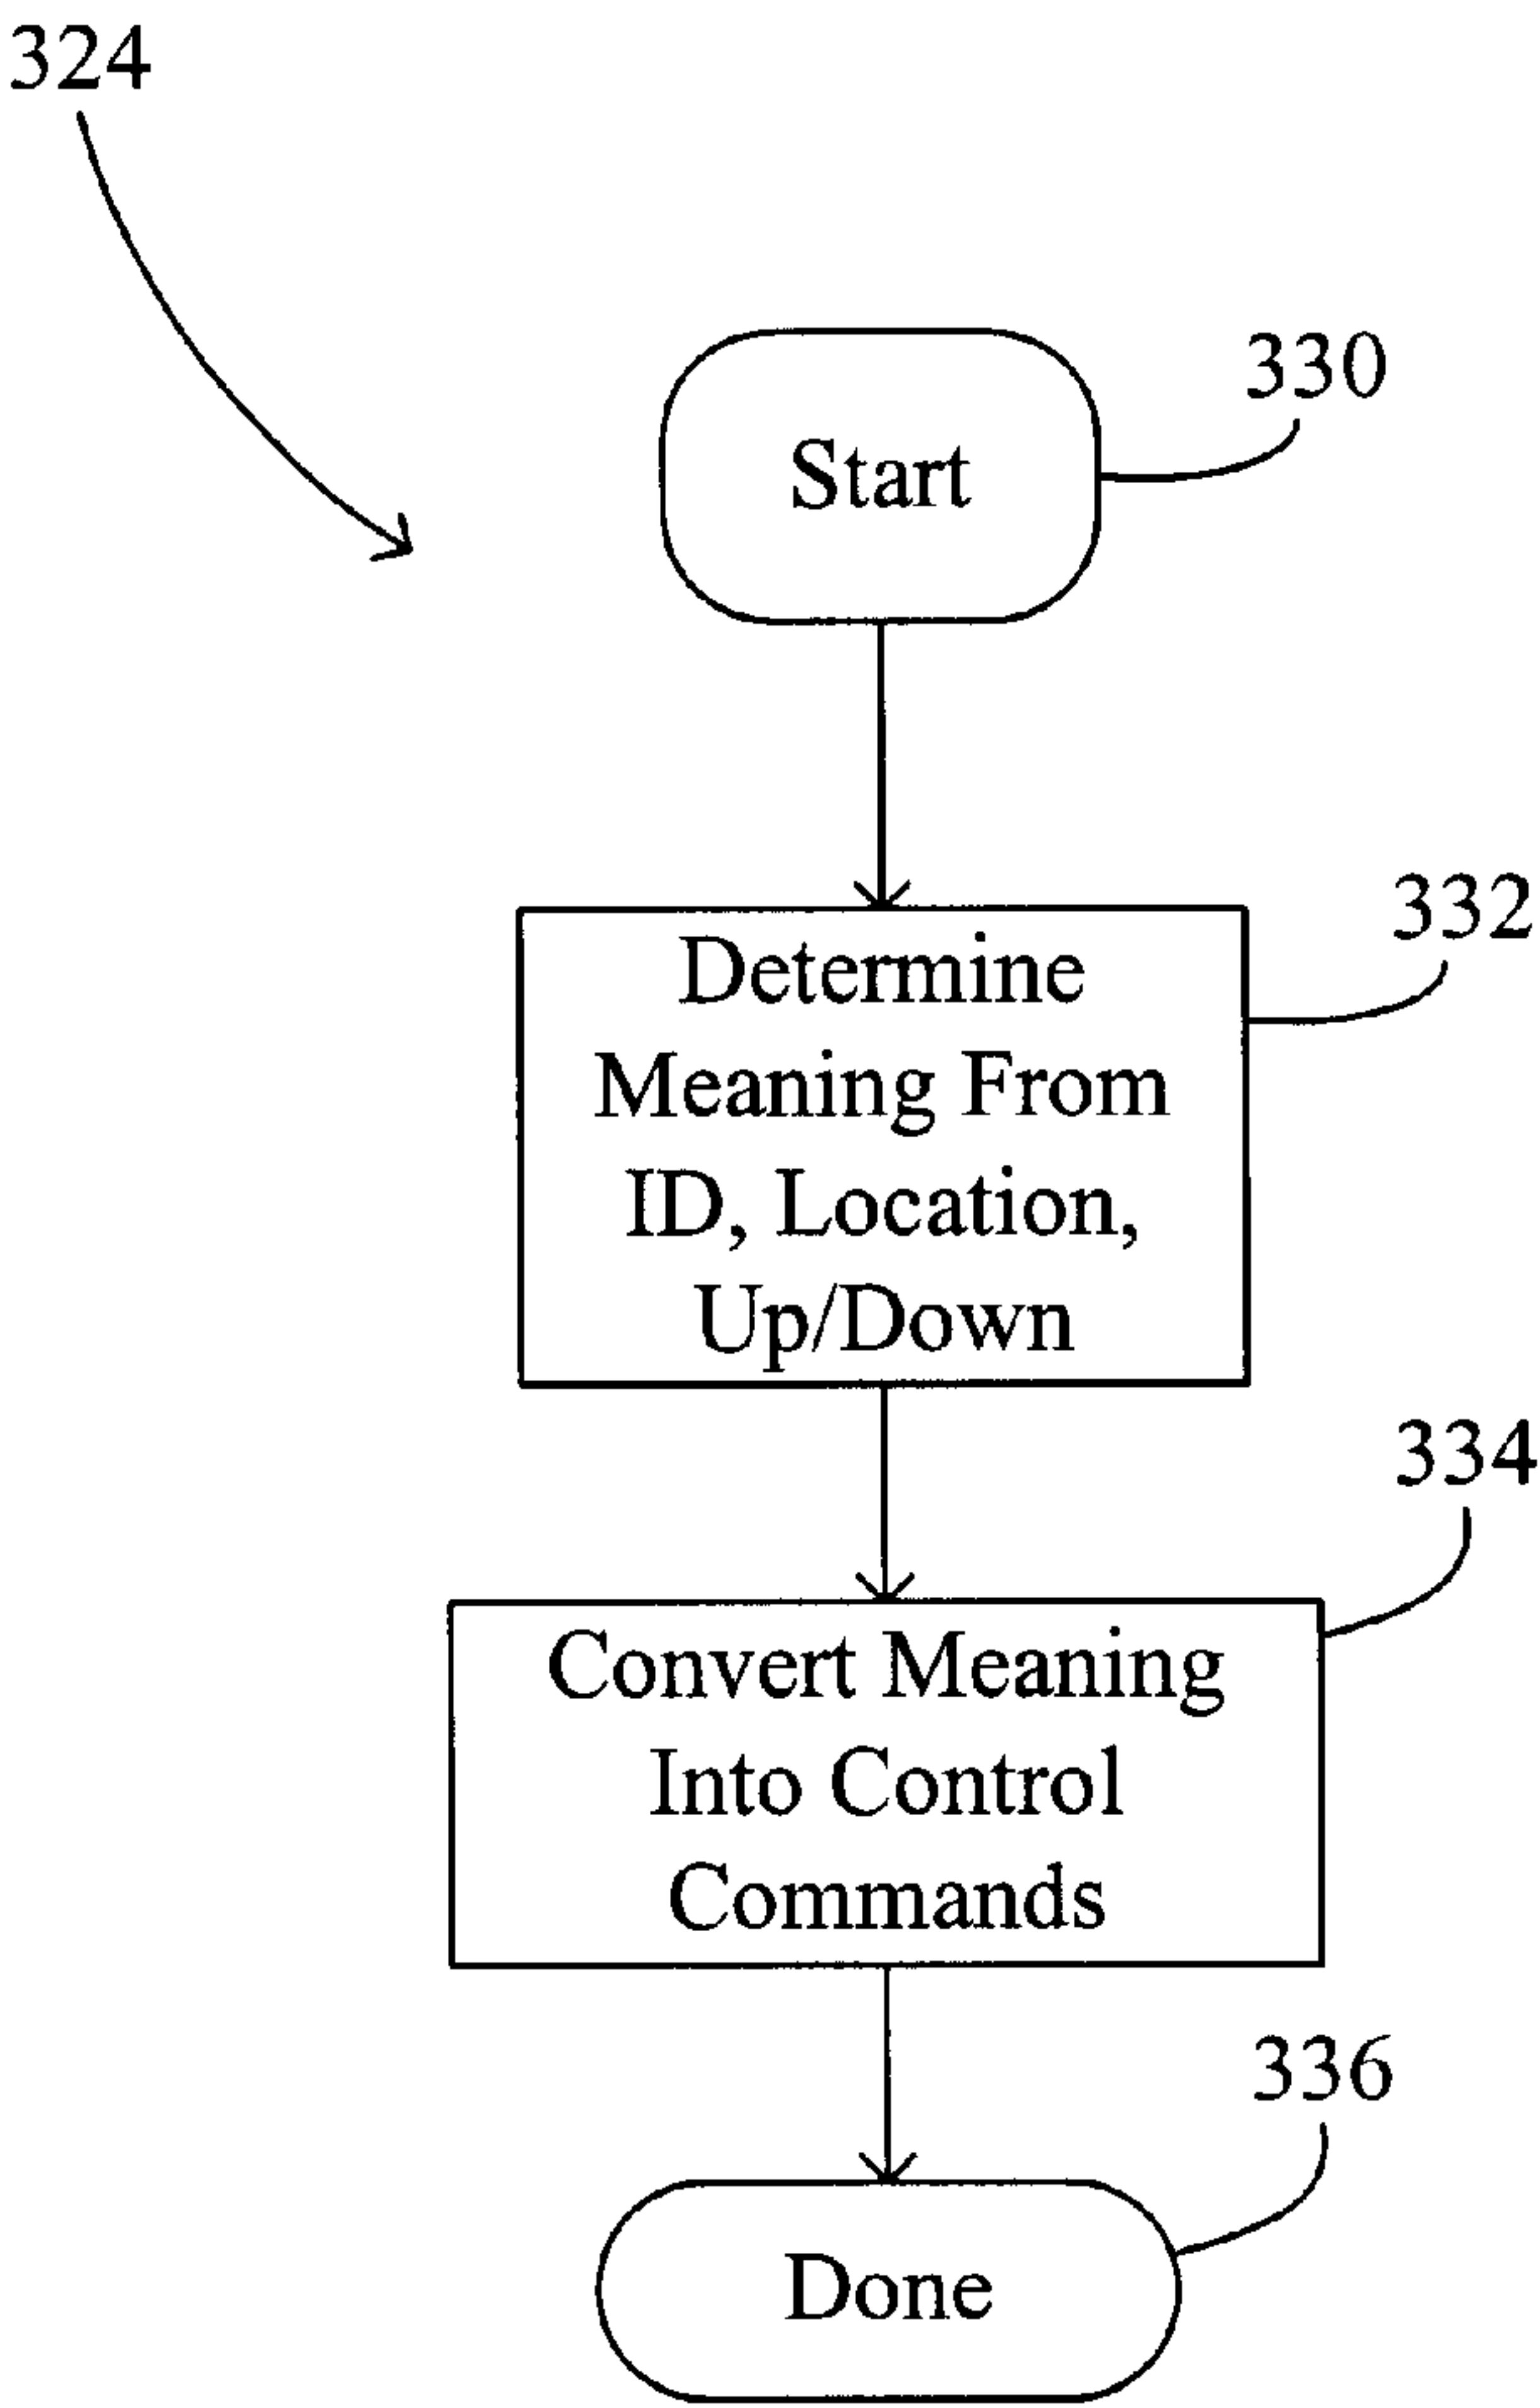 324
330
Start
332
Determine
Meaning From
ID, Location,
Up/Down
334
Convert Meaning
Into Control
Commands
336
Done